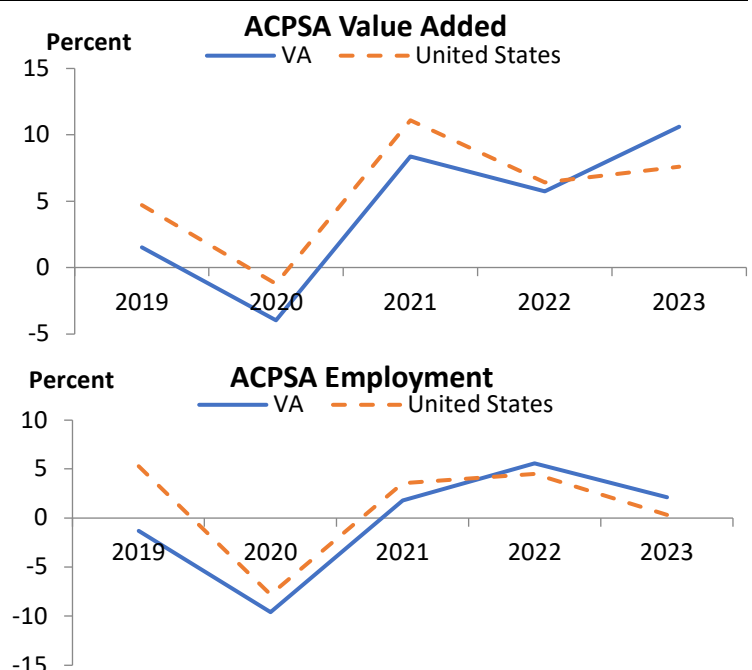 ACPSA Value Added
Percent
VA United States
15
10
5
0
-5
2019 2020 2021 2022 2023
ACPSA Employment
Percent
VA United States
10
5
0
-5
-10
-15
2019 2020 2021 2022 2023